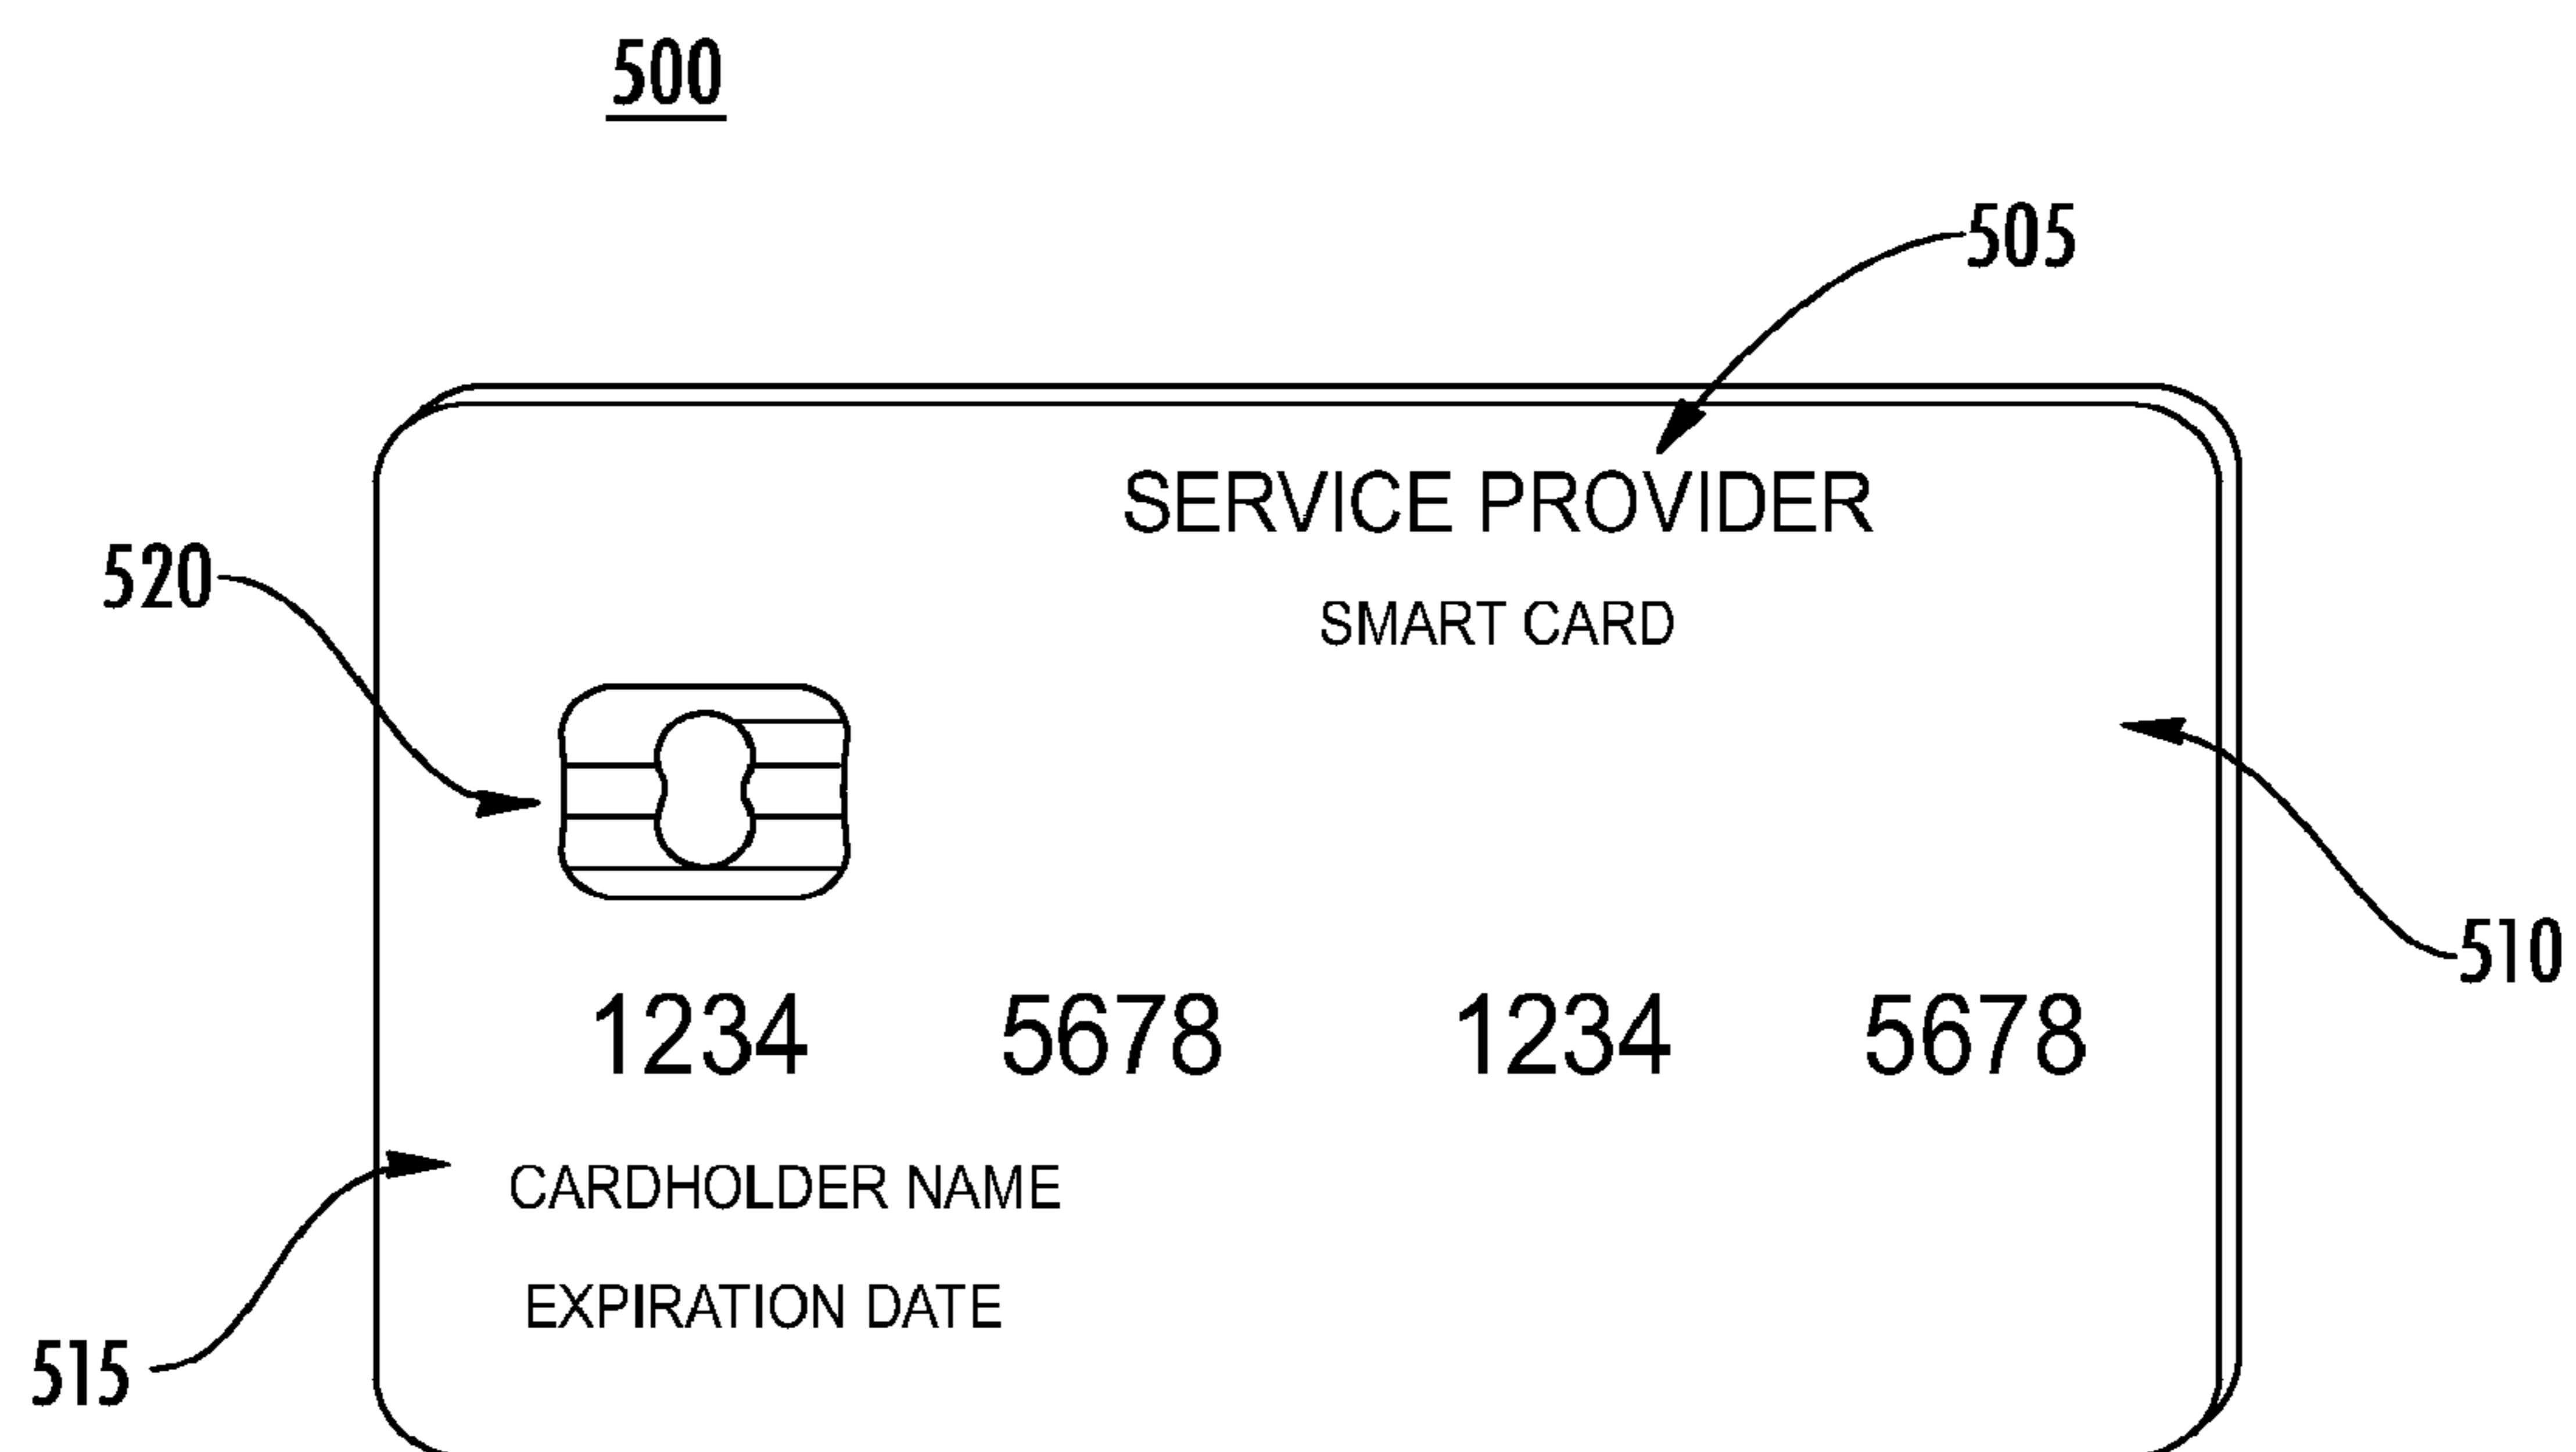 500
505
SERVICE PROVIDER
520
SMART CARD
510
1234 5678 1234 5678
CARDHOLDER NAME
EXPIRATION DATE
515